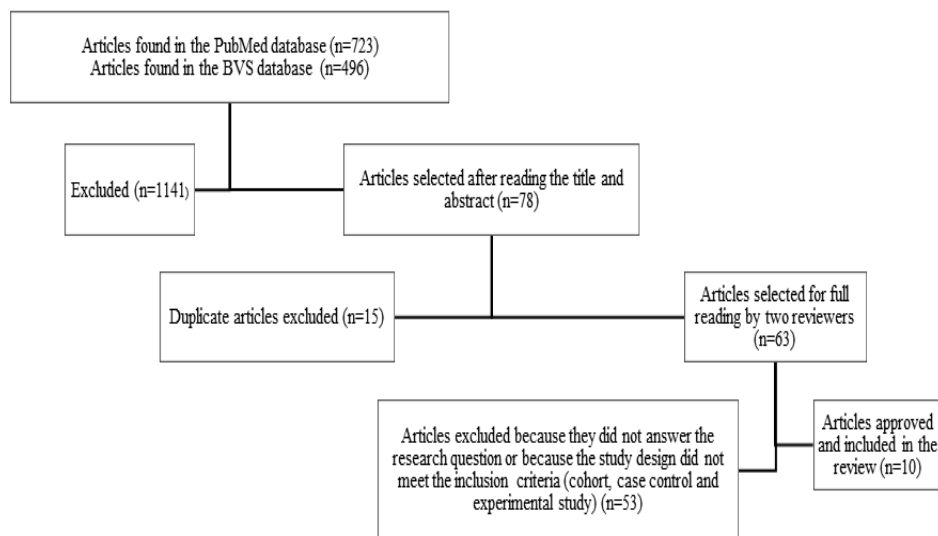 Articles found in the PubMed database (n=723)
Articles found in the BVS database (n=496)
Excluded (n=1141)
Articles selected after reading the title and
abstract (n=78)
Duplicate articles excluded (n=15)
Articles selected for full
reading by two reviewers
(n=63)
Articles excluded because they did not answer the
research question or because the study design did not
meet the inclusion criteria (cohort, case control and
experimental study) (n=53)
Articles approved
and included in the
review (n=10)